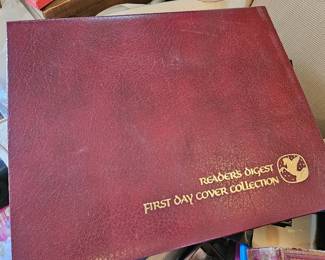 READER'S DIGEST
FIRST DAY COVER COLLECTION